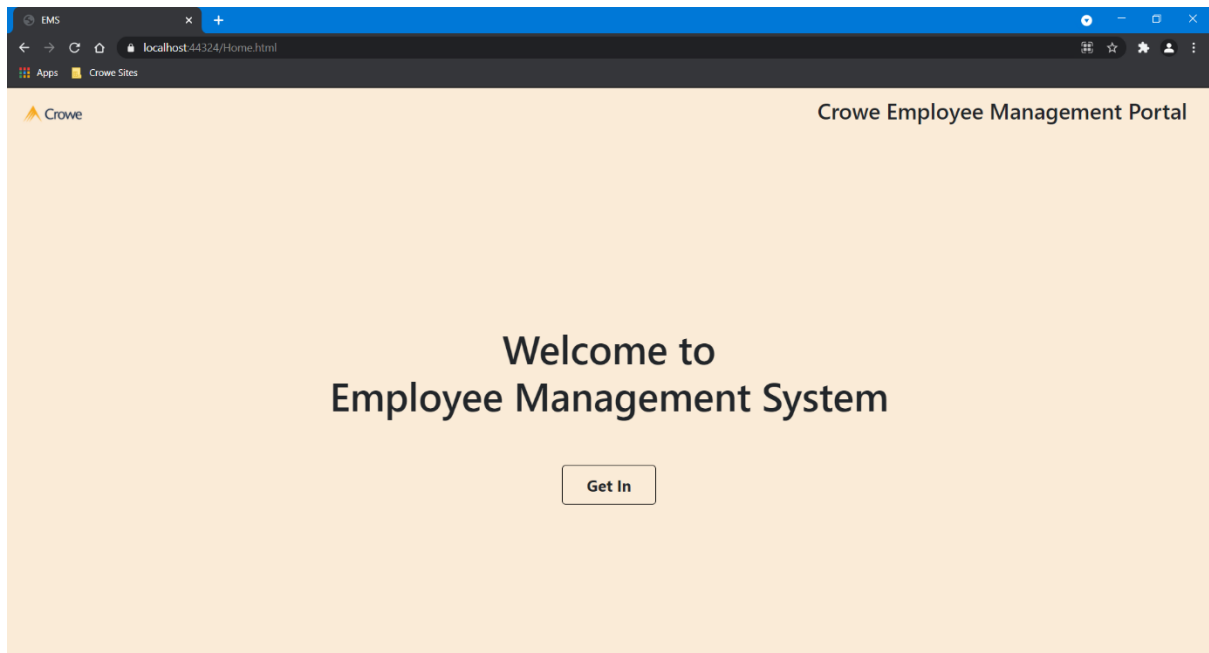 EMS
localhost:44324/Home.html
Apps Crowe Sites
Crowe
Crowe Employee Management Portal
Welcome to
Employee Management System
Get In